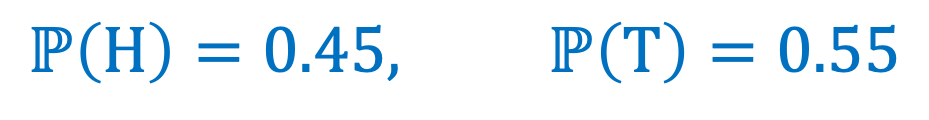 ℙ(H) = 0.45, ℙ(T) = 0.55